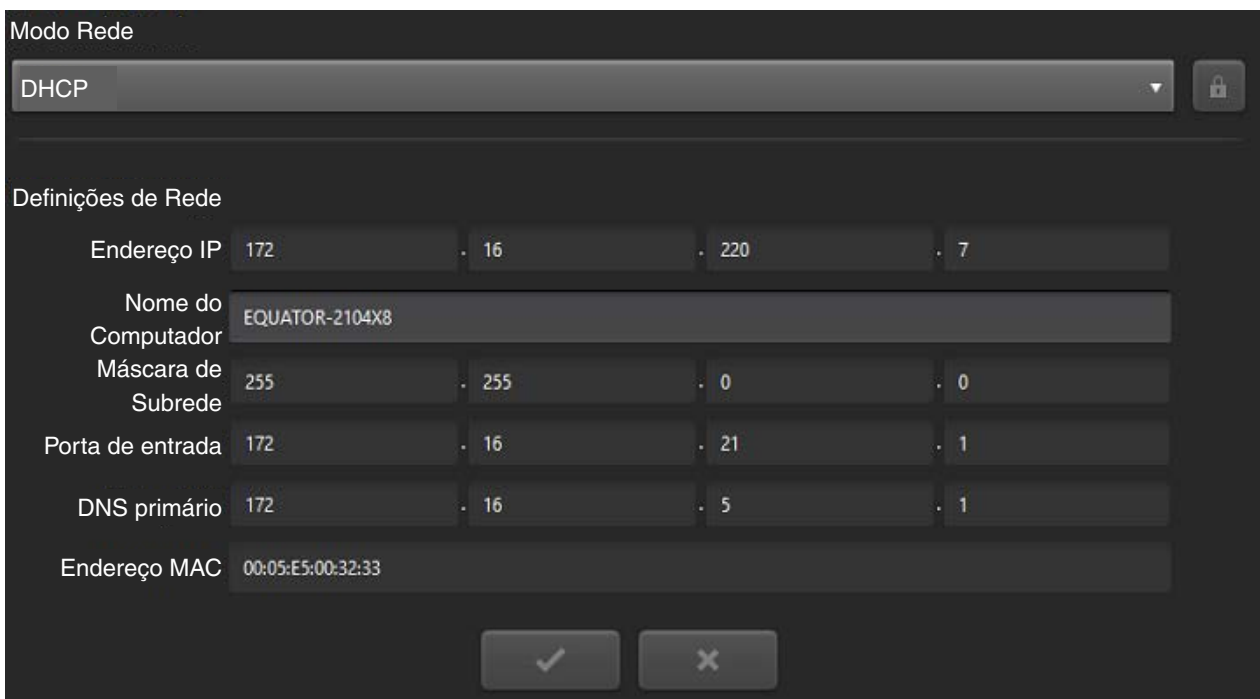 Modo Rede
DHCP
Definições de Rede
Endereço IP 172 . 16 . 220 . 7
Nome do
Computador EQUATOR-2104X8
Máscara de
Subrede 255 . 255 . 0 . 0
Porta de entrada 172 . 16 . 21 . 1
DNS primário 172 . 16 . 5 . 1
Endereço MAC 00:05:E5:00:32:33